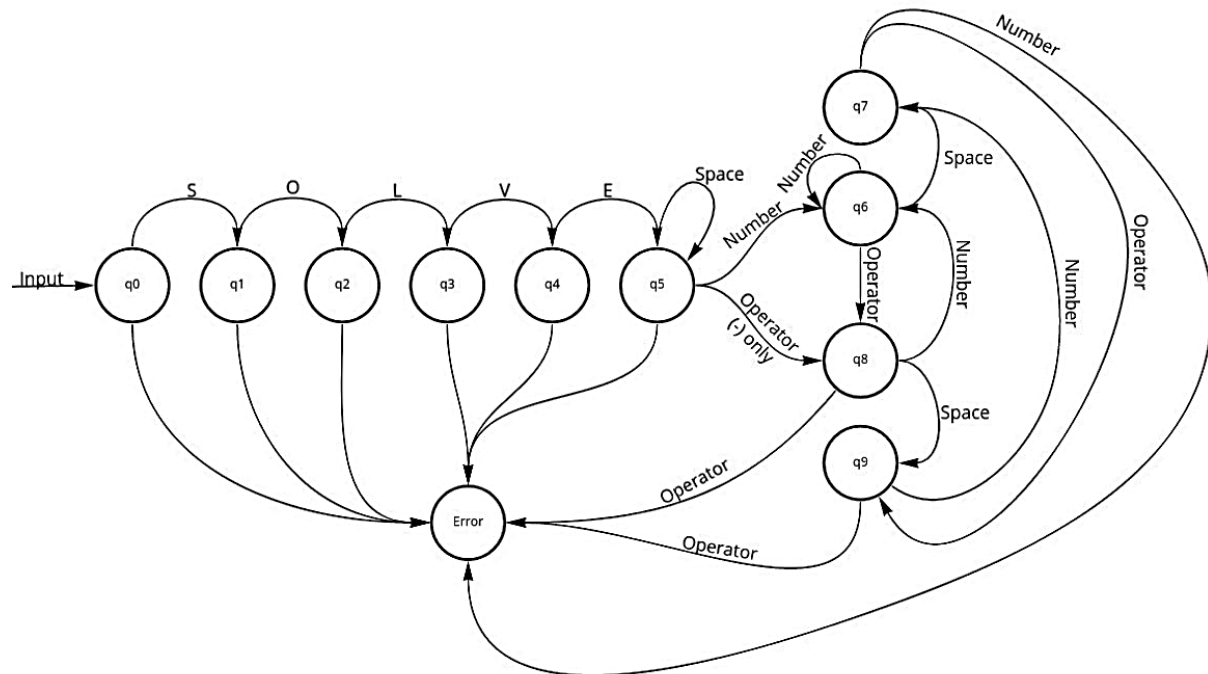 Number
q7
Space
Number
Space
S
O
L
V
E
q6
Number
Operator
Operator
Number
Number
Input
q0
q1
q2
q3
q4
q5
Operator
(-) only
q8
Space
q9
Operator
Error
Operator